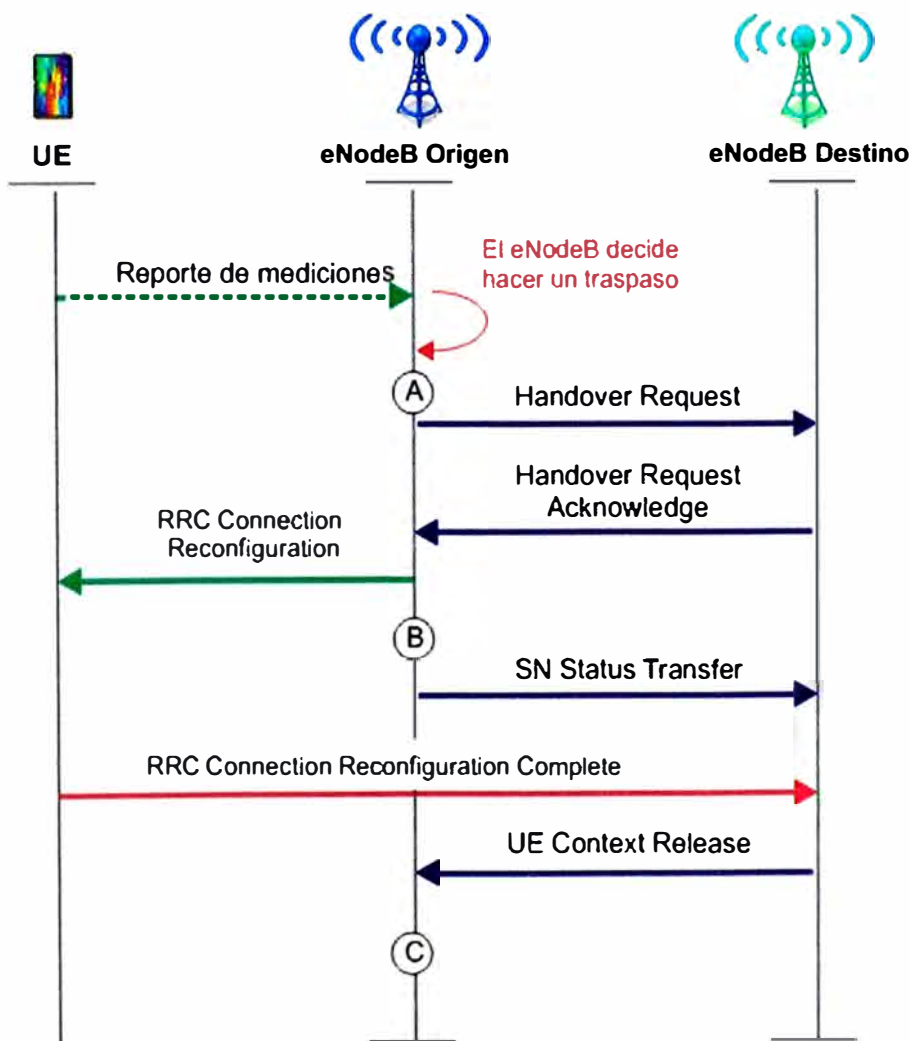 UE
eNodeB Origen
eNodeB Destino
El eNodeB decide
hacer un traspaso
Reporte de mediciones
A
Handover Request
Handover Request
Acknowledge
RRC Connection
Reconfiguration
B
SN Status Transfer
RRC Connection Reconfiguration Complete
UE Context Release
C